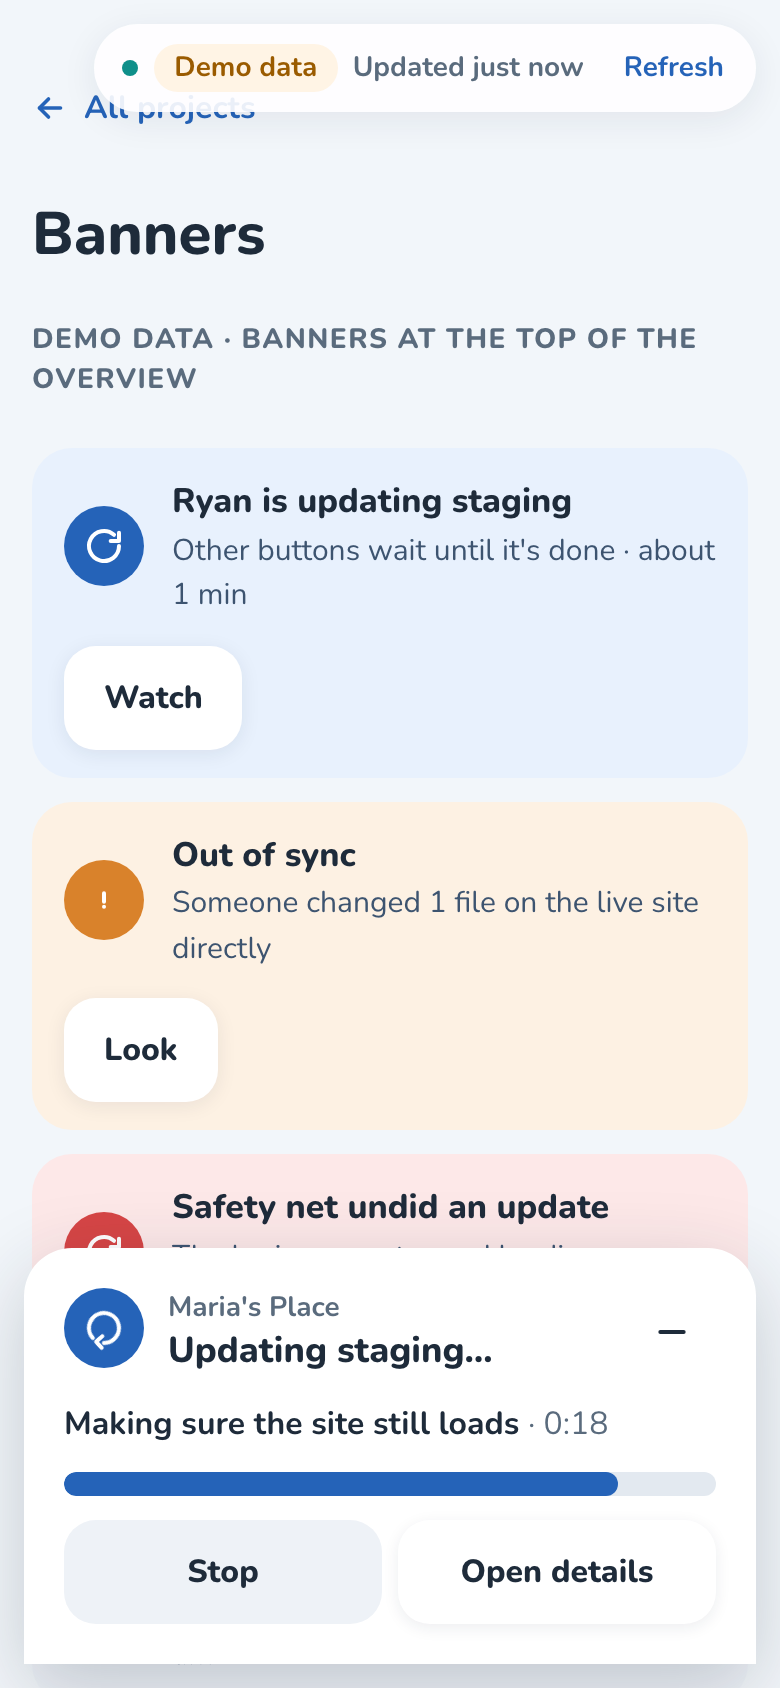 Demo data Updated just now Refresh
← All projects
Banners
DEMO DATA · BANNERS AT THE TOP OF THE
OVERVIEW
Ryan is updating staging
Other buttons wait until it's done · about
1 min
Watch
Out of sync
Someone changed 1 file on the live site
directly
Look
Safety net undid an update
Maria's Place
Updating staging...
Making sure the site still loads · 0:18
Stop
Open details